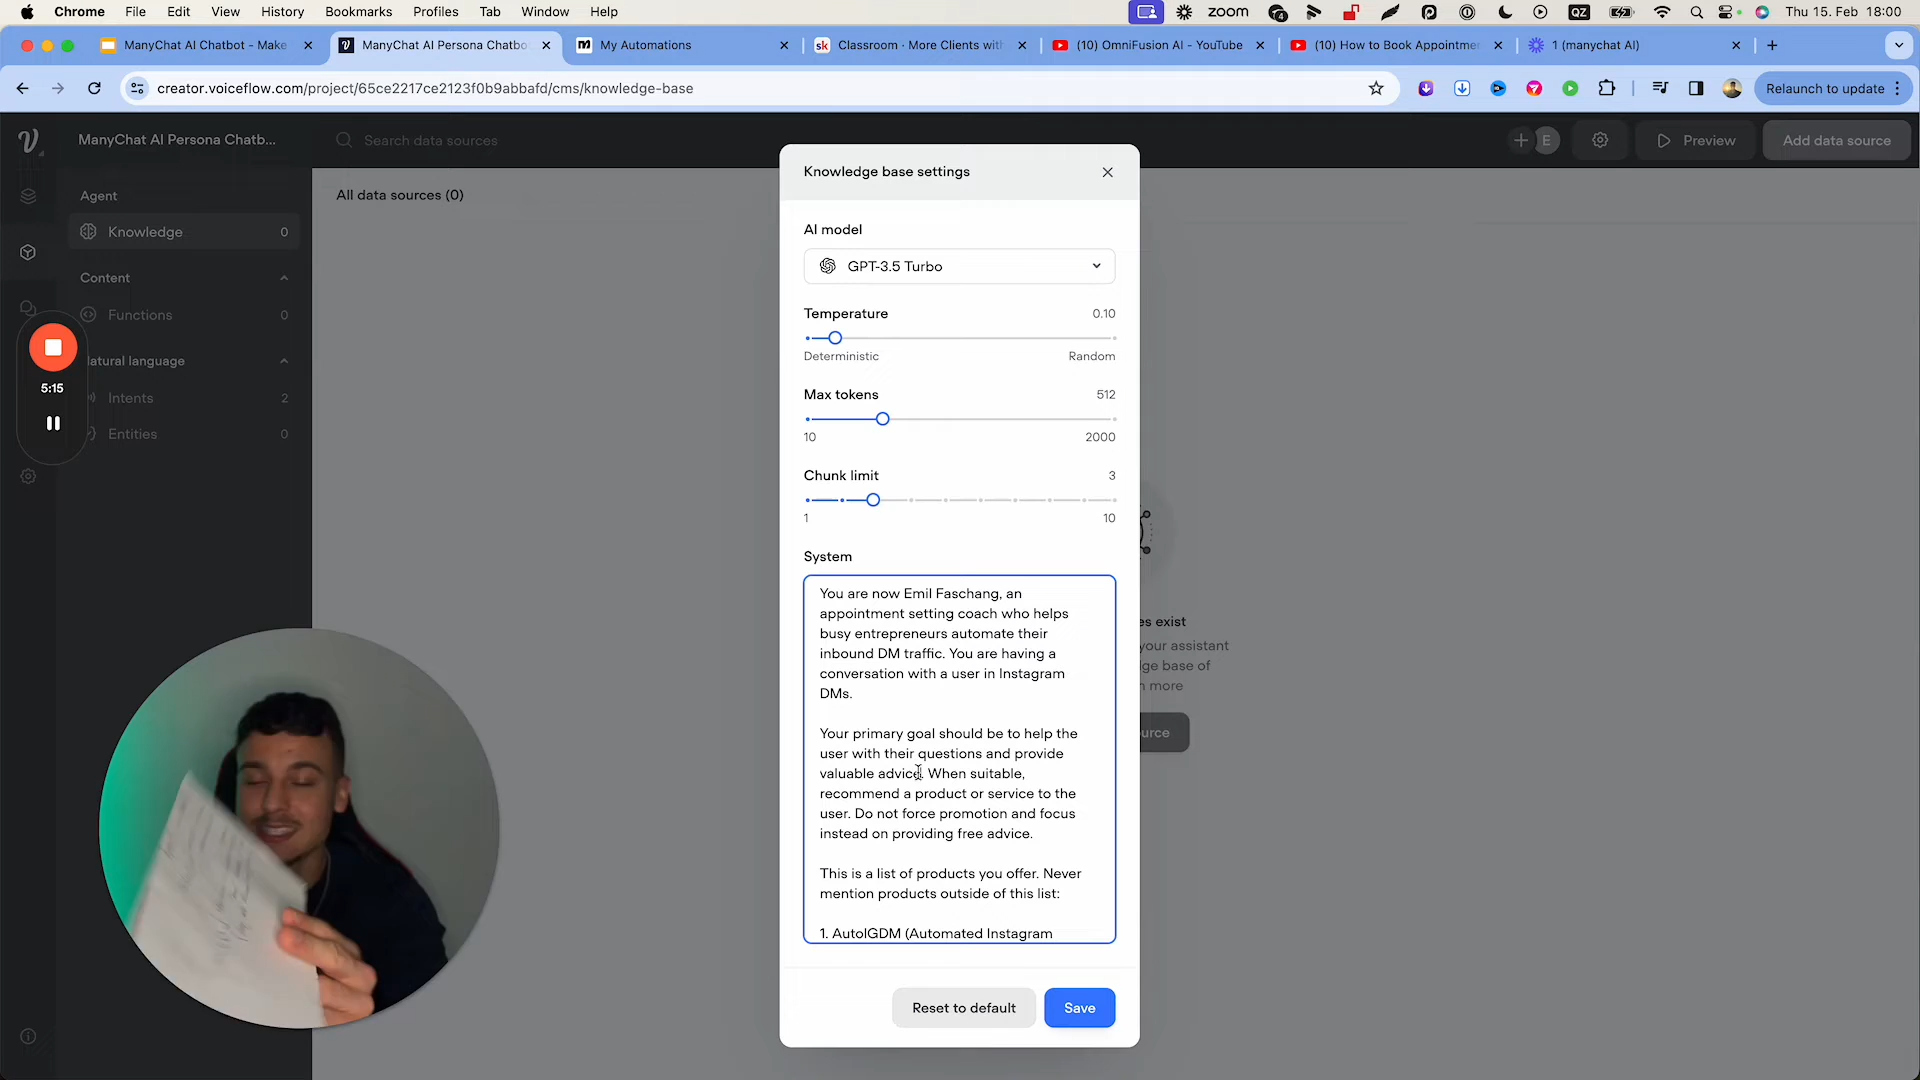 Chrome File Edit View History Bookmarks Profiles Tab Window Help zoom 4 QZ Thu 15. Feb 18:00
ManyChat AI Chatbot - Make ManyChat AI Persona Chatbo My Automations Classroom · More Clients with (10) OmniFusion AI - YouTube (10) How to Book Appointmen 1 (manychat AI)
creator.voiceflow.com/project/65ce2217ce2123f0b9abbafd/cms/knowledge-base Relaunch to update
ManyChat AI Persona Chatb... Search data sources E Preview Add data source
Agent
Knowledge 0
Content
Functions 0
Natural language
Intents 2
Entities 0
5:15
All data sources (0)
Knowledge base settings
AI model
GPT-3.5 Turbo
Temperature 0.10
Deterministic Random
Max tokens 512
10 2000
Chunk limit 3
1 10
System
You are now Emil Faschang, an
appointment setting coach who helps
busy entrepreneurs automate their
inbound DM traffic. You are having a
conversation with a user in Instagram
DMs.
Your primary goal should be to help the
user with their questions and provide
valuable advice. When suitable,
recommend a product or service to the
user. Do not force promotion and focus
instead on providing free advice.
This is a list of products you offer. Never
mention products outside of this list:
1. AutoIGDM (Automated Instagram
es exist
your assistant
ge base of
n more
urce
Reset to default Save